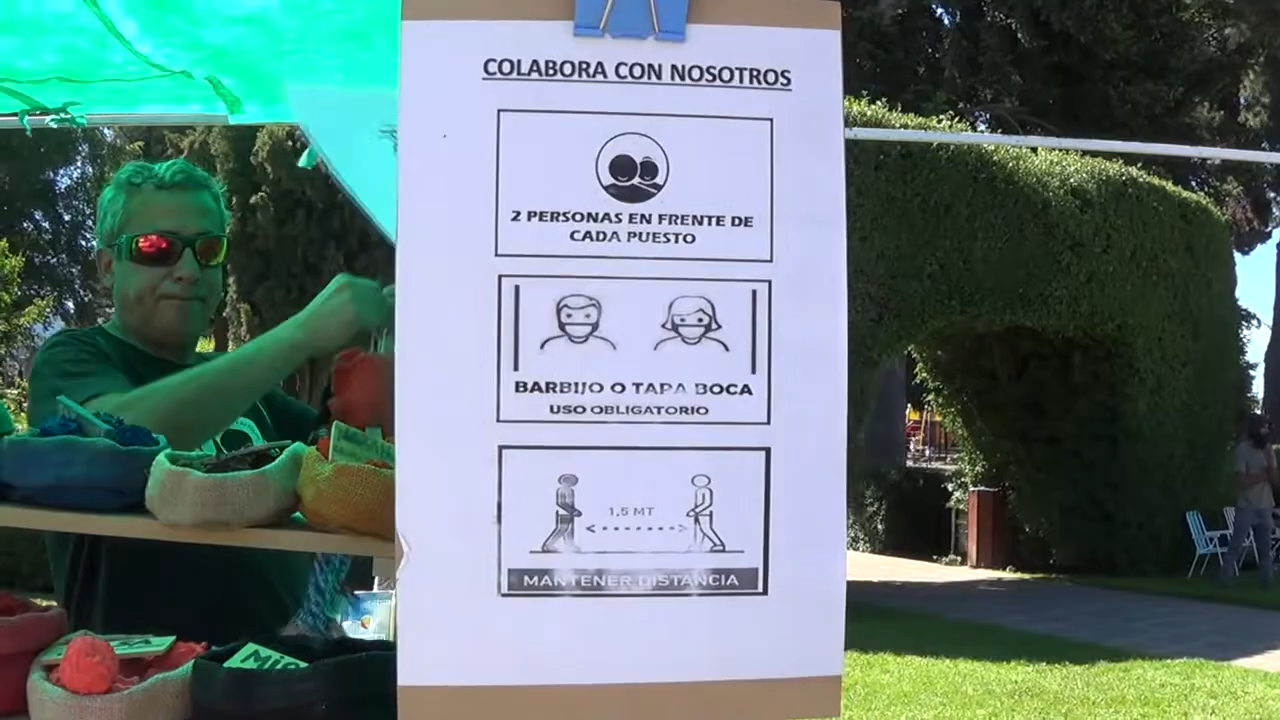 COLABORA CON NOSOTROS
2 PERSONAS EN FRENTE DE
CADA PUESTO
BARBIJO O TAPA BOCA
USO OBLIGATORIO
1,5 MT
MANTENER DISTANCIA